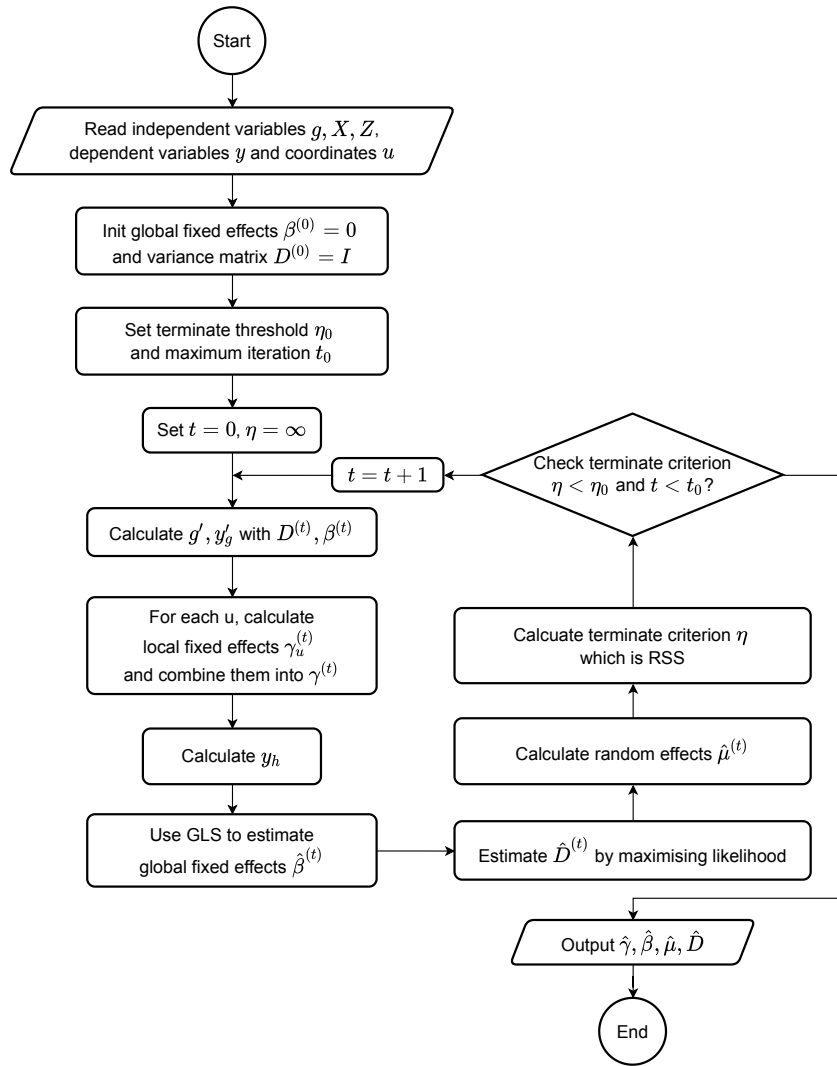 Start
Read independent variables g, X, Z,
dependent variables y and coordinates u
Init global fixed effects β^(0) = 0
and variance matrix D^(0) = I
Set terminate threshold η₀
and maximum iteration t₀
Set t = 0, η = ∞
Calculate g′, y′_g with D^(t), β^(t)
For each u, calculate
local fixed effects γ_u^(t)
and combine them into γ^(t)
Calculate y_h
Use GLS to estimate
global fixed effects β̂^(t)
Estimate D̂^(t) by maximising likelihood
Calculate random effects μ̂^(t)
Calcuate terminate criterion η
which is RSS
Check terminate criterion
η < η₀ and t < t₀?
t = t + 1
Output γ̂, β̂, μ̂, D̂
End